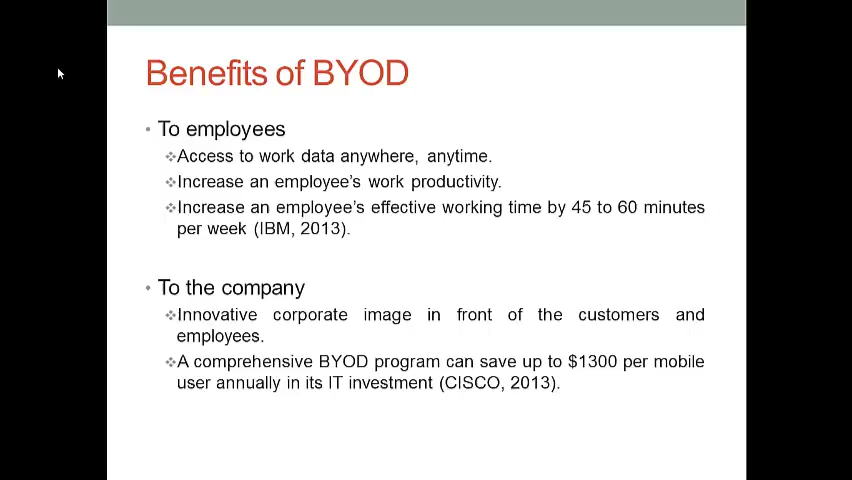 Benefits of BYOD
• To employees
❖Access to work data anywhere, anytime.
❖Increase an employee’s work productivity.
❖Increase an employee’s effective working time by 45 to 60 minutes
per week (IBM, 2013).
• To the company
❖Innovative corporate image in front of the customers and
employees.
❖A comprehensive BYOD program can save up to $1300 per mobile
user annually in its IT investment (CISCO, 2013).